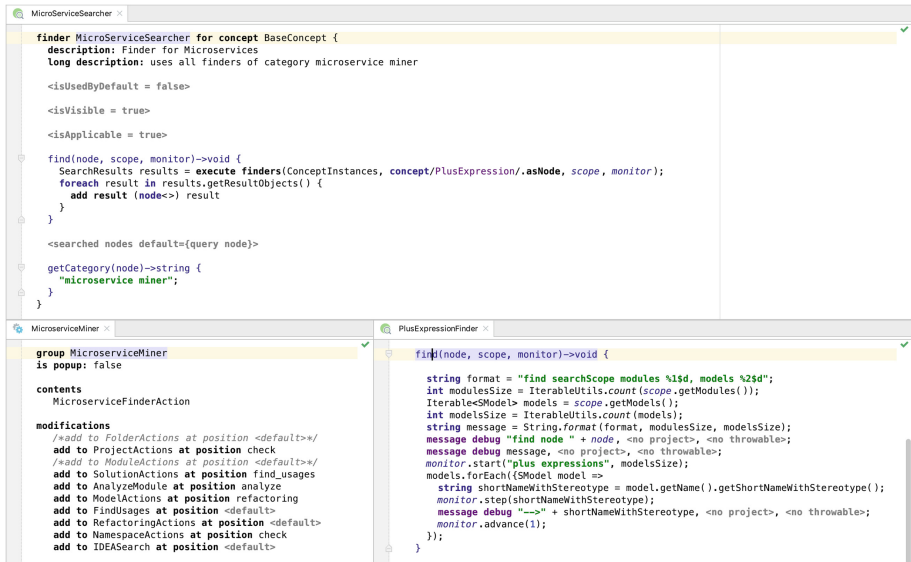 MicroServiceSearcher
finder MicroServiceSearcher for concept BaseConcept {
description: Finder for Microservices
long description: uses all finders of category microservice miner
<isUsedByDefault = false>
<isVisible = true>
<isApplicable = true>
find(node, scope, monitor)->void {
SearchResults results = execute finders(ConceptInstances, concept/PlusExpression/.asNode, scope, monitor);
foreach result in results.getResultObjects() {
add result (node<>) result
}
}
<searched nodes default={query node}>
getCategory(node)->string {
"microservice miner";
}
}
MicroserviceMiner
group MicroserviceMiner
is popup: false
contents
MicroserviceFinderAction
modifications
/*add to FolderActions at position <default>*/
add to ProjectActions at position check
/*add to ModuleActions at position <default>*/
add to SolutionActions at position find_usages
add to AnalyzeModule at position analyze
add to ModelActions at position refactoring
add to FindUsages at position <default>
add to RefactoringActions at position <default>
add to NamespaceActions at position check
add to IDEASearch at position <default>
PlusExpressionFinder
find(node, scope, monitor)->void {
string format = "find searchScope modules %1$d, models %2$d";
int modulesSize = IterableUtils.count(scope.getModules());
Iterable<SModel> models = scope.getModels();
int modelsSize = IterableUtils.count(models);
string message = String.format(format, modulesSize, modelsSize);
message debug "find node " + node, <no project>, <no throwable>;
message debug message, <no project>, <no throwable>;
monitor.start("plus expressions", modelsSize);
models.forEach({SModel model =>
string shortNameWithStereotype = model.getName().getShortNameWithStereotype();
monitor.step(shortNameWithStereotype);
message debug "-->" + shortNameWithStereotype, <no project>, <no throwable>;
monitor.advance(1);
});
}